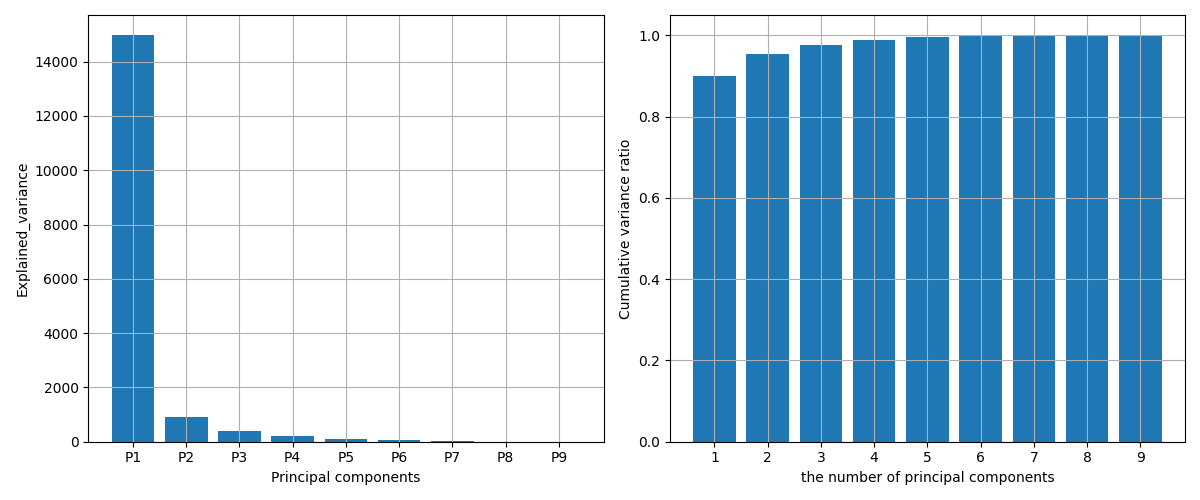 14000
12000
10000
8000
6000
4000
2000
0
Explained_variance
P1 P2 P3 P4 P5 P6 P7 P8 P9
Principal components
1.0
0.8
0.6
0.4
0.2
0.0
Cumulative variance ratio
1 2 3 4 5 6 7 8 9
the number of principal components